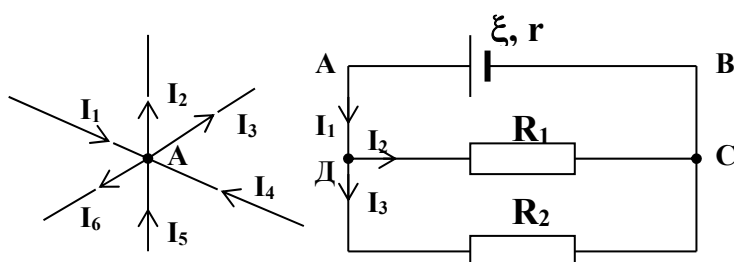 I₁
I₂
I₃
A
I₄
I₅
I₆
ξ, r
A
B
I₁
I₂
R₁
Д
C
I₃
R₂